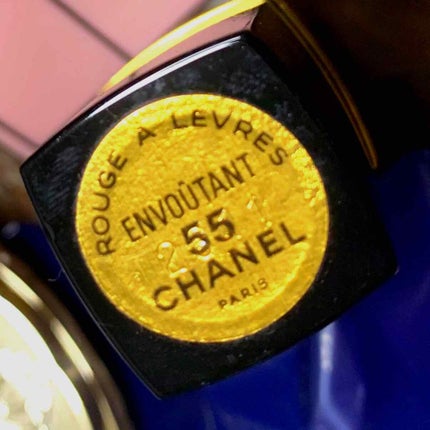 ROUGE À LEVRES
ENVOÛTANT
55
CHANEL
PARIS